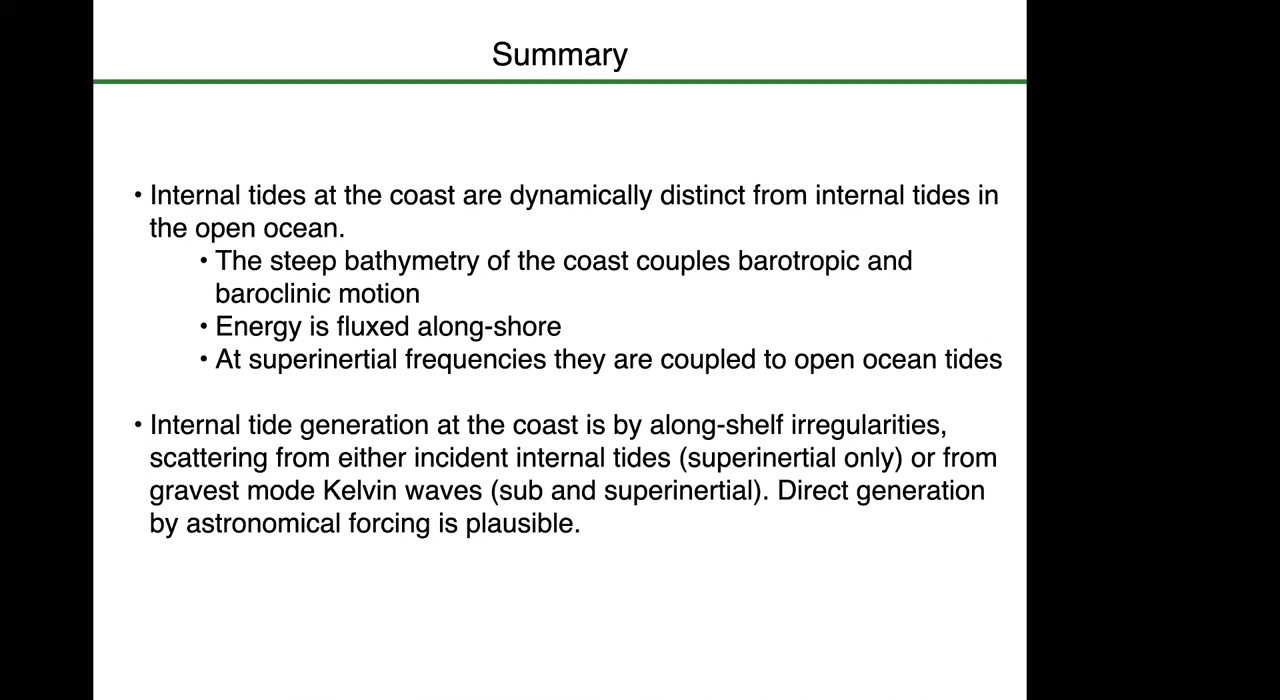 Summary
• Internal tides at the coast are dynamically distinct from internal tides in
the open ocean.
• The steep bathymetry of the coast couples barotropic and
baroclinic motion
• Energy is fluxed along-shore
• At superinertial frequencies they are coupled to open ocean tides
• Internal tide generation at the coast is by along-shelf irregularities,
scattering from either incident internal tides (superinertial only) or from
gravest mode Kelvin waves (sub and superinertial). Direct generation
by astronomical forcing is plausible.